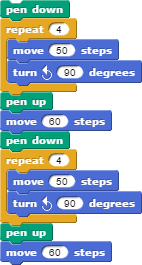 pen down
repeat 4
move 50 steps
turn 90 degrees
pen up
move 60 steps
pen down
repeat 4
move 50 steps
turn 90 degrees
pen up
move 60 steps